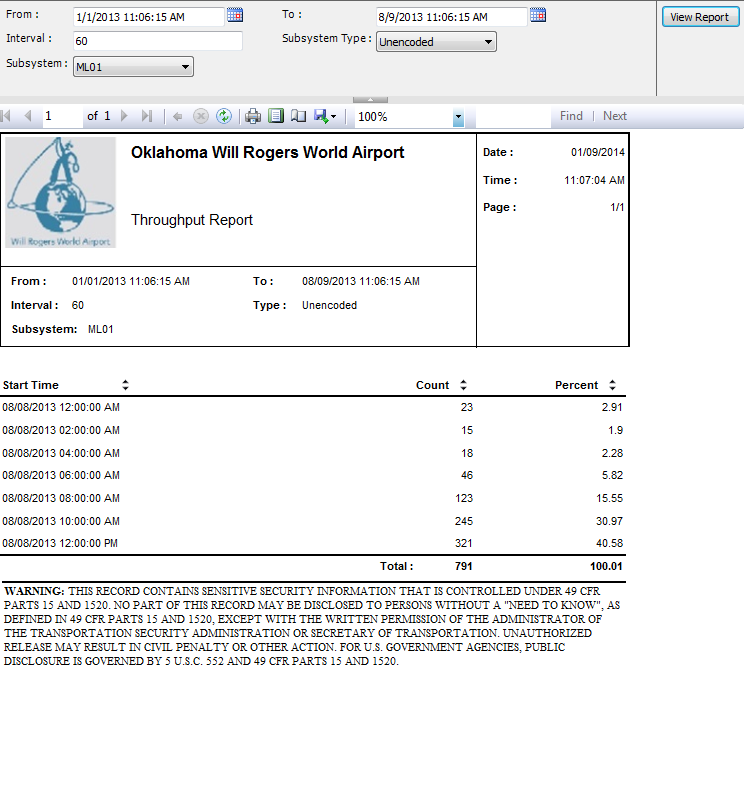 From : 1/1/2013 11:06:15 AM To : 8/9/2013 11:06:15 AM View Report
Interval : 60 Subsystem Type : Unencoded
Subsystem : ML01
1 of 1 100% Find | Next
Oklahoma Will Rogers World Airport
Will Rogers World Airport
Throughput Report
Date : 01/09/2014
Time : 11:07:04 AM
Page : 1/1
From : 01/01/2013 11:06:15 AM To : 08/09/2013 11:06:15 AM
Interval : 60 Type : Unencoded
Subsystem: ML01
Start Time Count Percent
08/08/2013 12:00:00 AM 23 2.91
08/08/2013 02:00:00 AM 15 1.9
08/08/2013 04:00:00 AM 18 2.28
08/08/2013 06:00:00 AM 46 5.82
08/08/2013 08:00:00 AM 123 15.55
08/08/2013 10:00:00 AM 245 30.97
08/08/2013 12:00:00 PM 321 40.58
Total : 791 100.01
WARNING: THIS RECORD CONTAINS SENSITIVE SECURITY INFORMATION THAT IS CONTROLLED UNDER 49 CFR
PARTS 15 AND 1520. NO PART OF THIS RECORD MAY BE DISCLOSED TO PERSONS WITHOUT A "NEED TO KNOW", AS
DEFINED IN 49 CFR PARTS 15 AND 1520, EXCEPT WITH THE WRITTEN PERMISSION OF THE ADMINISTRATOR OF
THE TRANSPORTATION SECURITY ADMINISTRATION OR SECRETARY OF TRANSPORTATION. UNAUTHORIZED
RELEASE MAY RESULT IN CIVIL PENALTY OR OTHER ACTION. FOR U.S. GOVERNMENT AGENCIES, PUBLIC
DISCLOSURE IS GOVERNED BY 5 U.S.C. 552 AND 49 CFR PARTS 15 AND 1520.